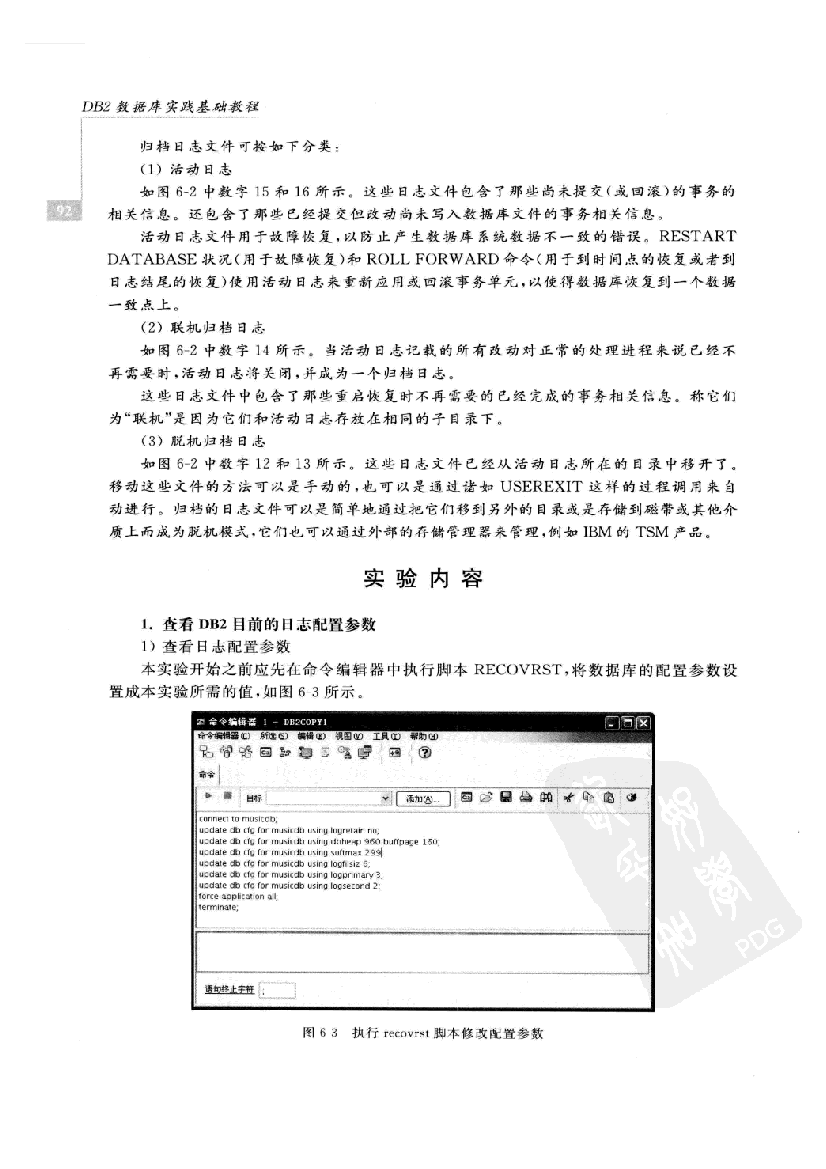 DB2 数据库实践基础教程
归档日志文件可按如下分类：
（1）活动日志
92
如图 6-2 中数字 15 和 16 所示。这些日志文件包含了那些尚未提交（或回滚）的事务的
相关信息。还包含了那些已经提交但改动尚未写入数据库文件的事务相关信息。
活动日志文件用于故障恢复，以防止产生数据库系统数据不一致的错误。RESTART
DATABASE 状况（用于故障恢复）和 ROLL FORWARD 命令（用于到时间点的恢复或者到
日志结尾的恢复）使用活动日志来重新应用或回滚事务单元，以使得数据库恢复到一个数据
一致点上。
（2）联机归档日志
如图 6-2 中数字 14 所示。当活动日志记载的所有改动对正常的处理进程来说已经不
再需要时，活动日志将关闭，并成为一个归档日志。
这些日志文件中包含了那些重启恢复时不再需要的已经完成的事务相关信息。称它们
为“联机”是因为它们和活动日志存放在相同的子目录下。
（3）脱机归档日志
如图 6-2 中数字 12 和 13 所示。这些日志文件已经从活动日志所在的目录中移开了。
移动这些文件的方法可以是手动的，也可以是通过诸如 USEREXIT 这样的过程调用来自
动进行。归档的日志文件可以是简单地通过把它们移到另外的目录或是存储到磁带或其他介
质上而成为脱机模式，它们也可以通过外部的存储管理器来管理，例如 IBM 的 TSM 产品。
实 验 内 容
1. 查看 DB2 目前的日志配置参数
1）查看日志配置参数
本实验开始之前应先在命令编辑器中执行脚本 RECOVRST，将数据库的配置参数设
置成本实验所需的值，如图 6-3 所示。
命令编辑器 1 - DB2COPY1
命令编辑器(C) 所选(S) 编辑(E) 视图(V) 工具(T) 帮助(H)
命令
目标 添加(A)...
connect to musicdb;
update db cfg for musicdb using logretain no;
update db cfg for musicdb using dbheap 960 buffpage 150;
update db cfg for musicdb using softmax 299
update db cfg for musicdb using logfilsiz 6;
update db cfg for musicdb using logprimary 3;
update db cfg for musicdb using logsecond 2;
force application all;
terminate;
语句终止字符 ;
图 6-3 执行 recovrst 脚本修改配置参数
PDG